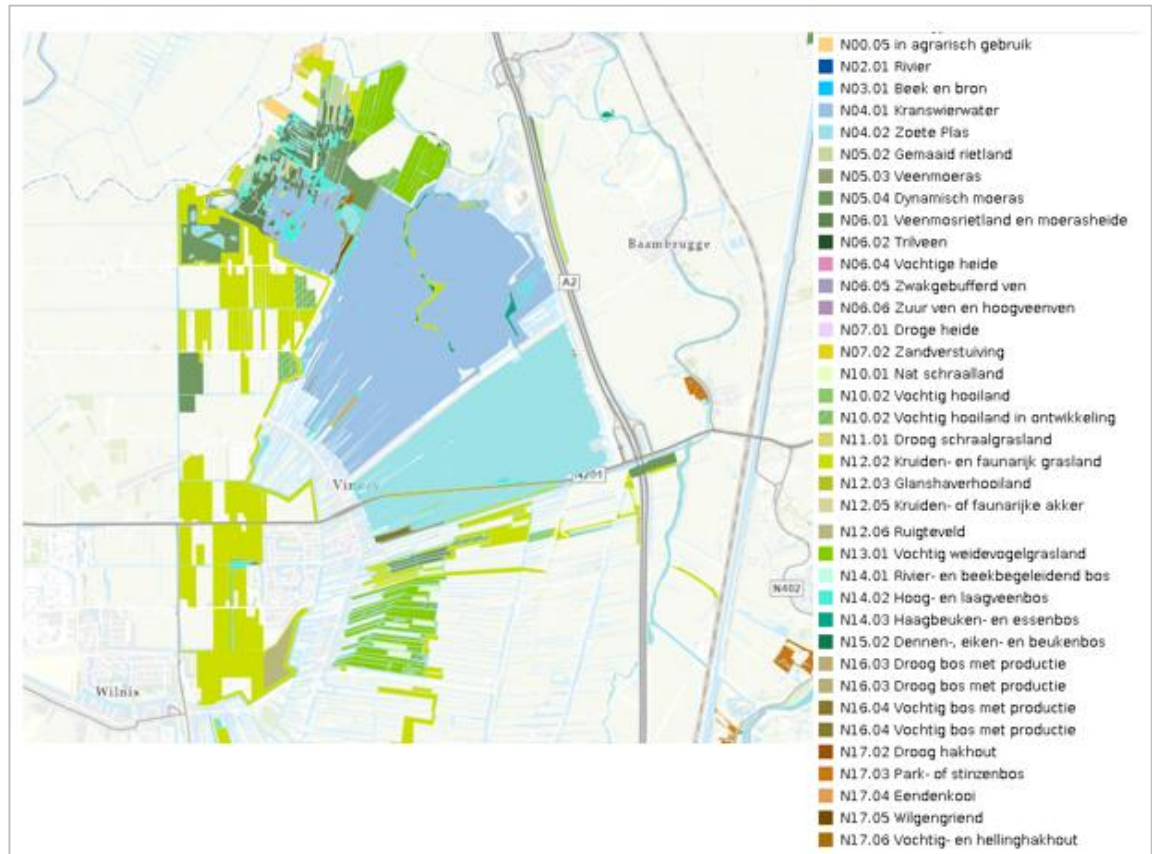 Baambrugge
A2
N201
Wilnis
N402
N00.05 in agrarisch gebruik
N02.01 Rivier
N03.01 Beek en bron
N04.01 Kranswierwater
N04.02 Zoete Plas
N05.02 Gemaaid rietland
N05.03 Veenmoeras
N05.04 Dynamisch moeras
N06.01 Veenmosrietland en moerasheide
N06.02 Trilveen
N06.04 Vochtige heide
N06.05 Zwakgebufferd ven
N06.06 Zuur ven en hoogveenven
N07.01 Droge heide
N07.02 Zandverstuiving
N10.01 Nat schraalland
N10.02 Vochtig hooiland
N10.02 Vochtig hooiland in ontwikkeling
N11.01 Droog schraalgrasland
N12.02 Kruiden- en faunarijk grasland
N12.03 Glanshaverhooiland
N12.05 Kruiden- of faunarijke akker
N12.06 Ruigteveld
N13.01 Vochtig weidevogelgrasland
N14.01 Rivier- en beekbegeleidend bos
N14.02 Hoog- en laagveenbos
N14.03 Haagbeuken- en essenbos
N15.02 Dennen-, eiken- en beukenbos
N16.03 Droog bos met productie
N16.03 Droog bos met productie
N16.04 Vochtig bos met productie
N16.04 Vochtig bos met productie
N17.02 Droog hakhout
N17.03 Park- of stinzenbos
N17.04 Eendenkooi
N17.05 Wilgengriend
N17.06 Vochtig- en hellinghakhout